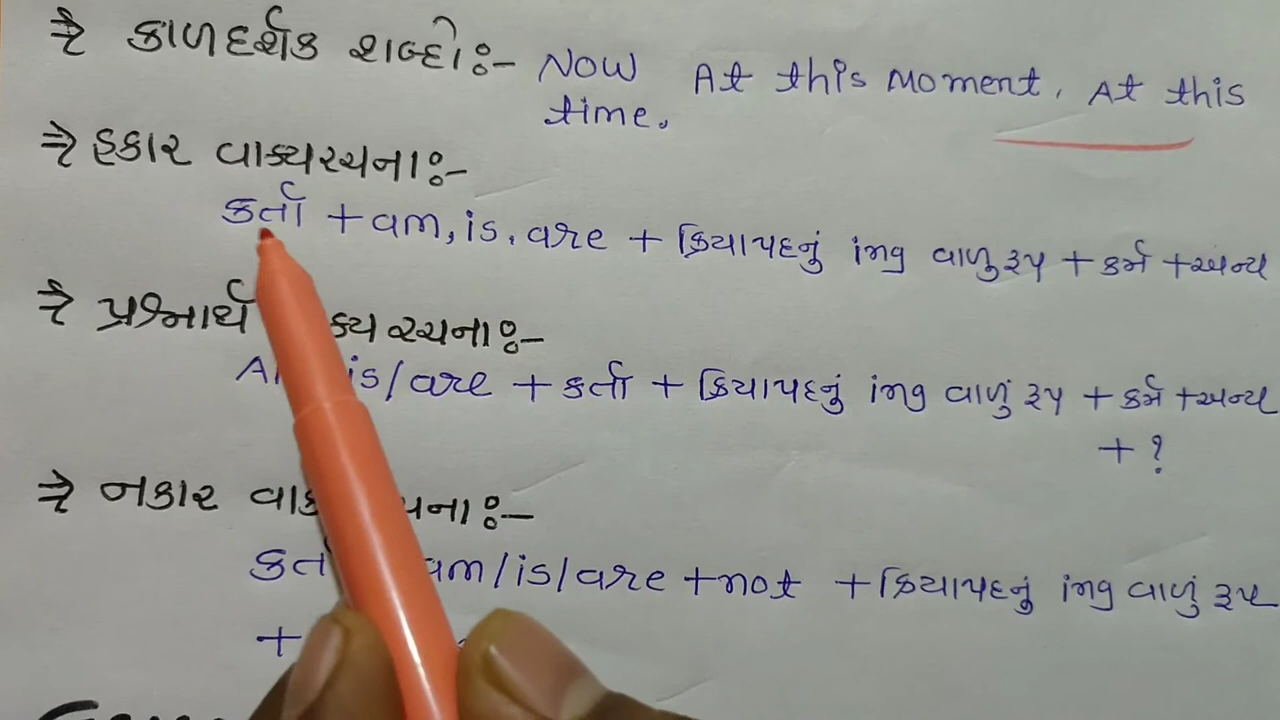 ⇒ કાળદર્શક શબ્દો:- Now At this Moment, At this
time.
⇒ હકાર વાક્યરચના:-
કર્તા + am, is, are + ક્રિયાપદનું ing વાળુ રૂપ + કર્મ + અન્ય
⇒ પ્રશ્નાર્થ રચના:-
is/are + કર્તા + ક્રિયાપદનું ing વાળું રૂપ + કર્મ + અન્ય
+ ?
⇒ નકાર
am/is/are + not + ક્રિયાપદનું ing વાળું રૂપ
+